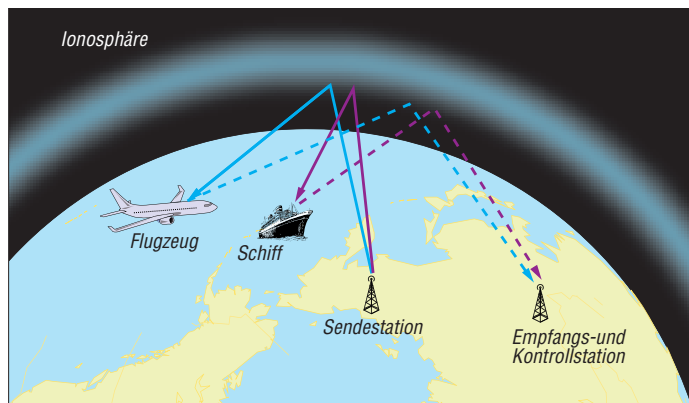 Ionosphäre
Flugzeug
Schiff
Sendestation
Empfangs-und
Kontrollstation